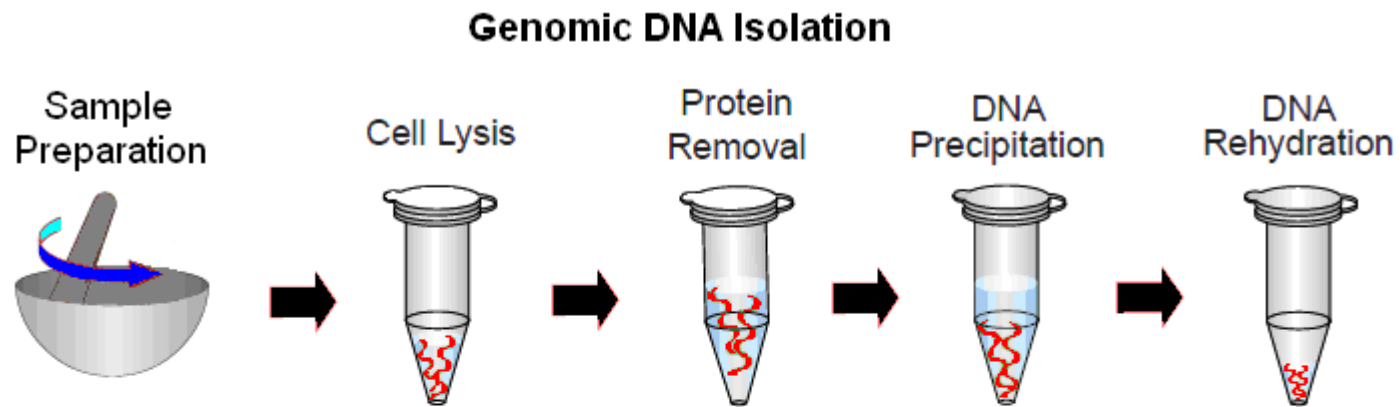 Genomic DNA Isolation
Sample
Preparation
Cell Lysis
Protein
Removal
DNA
Precipitation
DNA
Rehydration